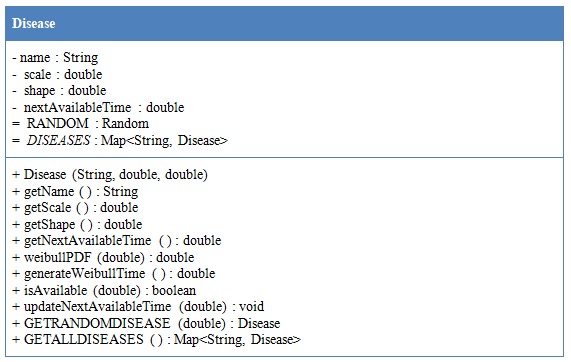 Disease
- name : String
- scale : double
- shape : double
- nextAvailableTime : double
= RANDOM : Random
= DISEASES : Map<String, Disease>
+ Disease (String, double, double)
+ getName ( ) : String
+ getScale ( ) : double
+ getShape ( ) : double
+ getNextAvailableTime ( ) : double
+ weibullPDF (double) : double
+ generateWeibullTime ( ) : double
+ isAvailable (double) : boolean
+ updateNextAvailableTime (double) : void
+ GETRANDOMDISEASE (double) : Disease
+ GETALLDISEASES ( ) : Map<String, Disease>